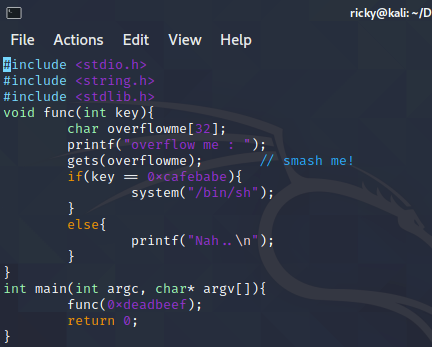 ricky@kali: ~/D
File Actions Edit View Help
#include <stdio.h>
#include <string.h>
#include <stdlib.h>
void func(int key){
        char overflowme[32];
        printf("overflow me : ");
        gets(overflowme);       // smash me!
        if(key == 0×cafebabe){
                system("/bin/sh");
        }
        else{
                printf("Nah..\n");
        }
}
int main(int argc, char* argv[]){
        func(0×deadbeef);
        return 0;
}